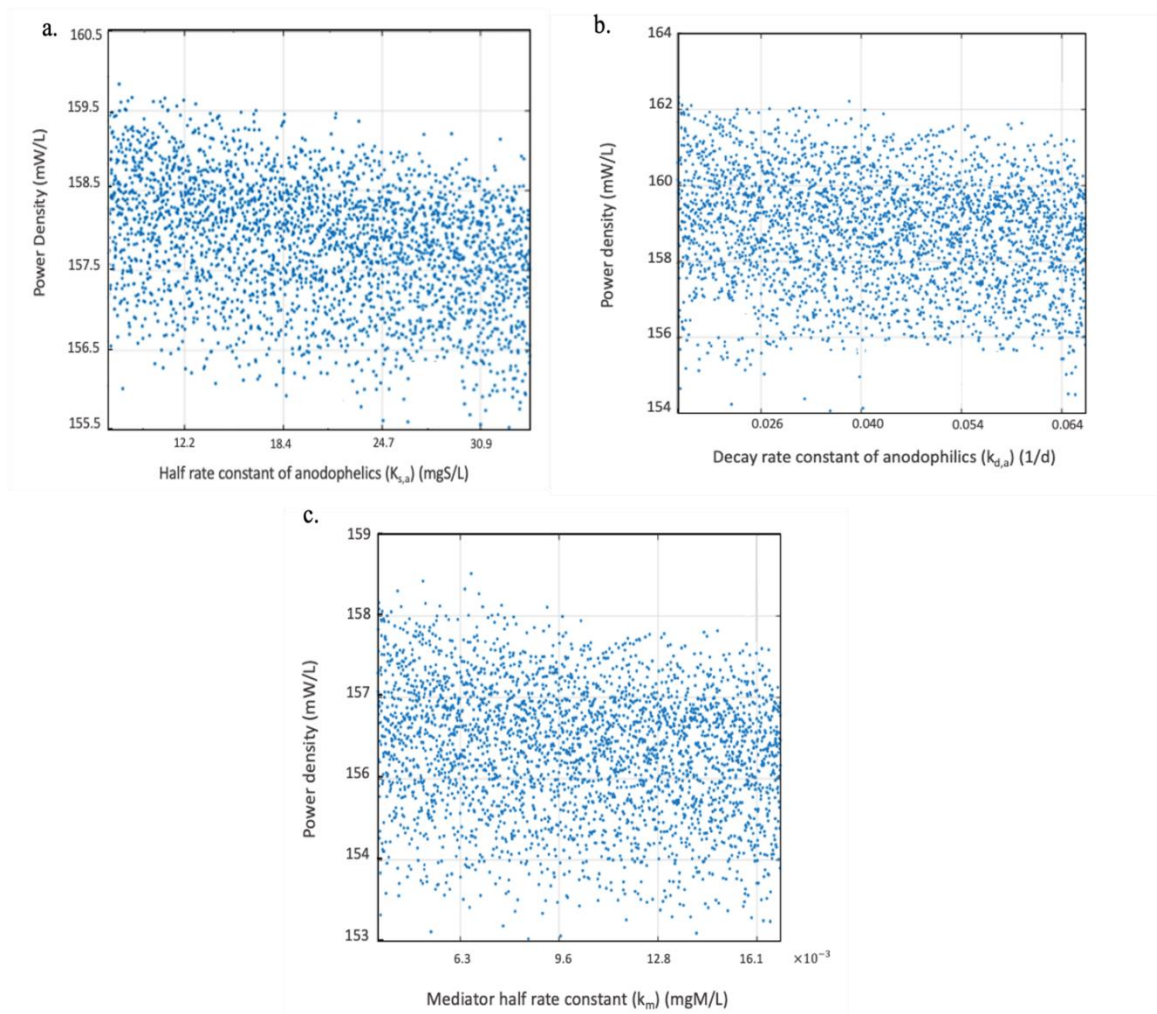 a.
160.5
159.5
158.5
157.5
156.5
155.5
Power Density (mW/L)
12.2 18.4 24.7 30.9
Half rate constant of anodophelics (Ks,a) (mgS/L)
b.
164
162
160
158
156
154
Power density (mW/L)
0.026 0.040 0.054 0.064
Decay rate constant of anodophilics (kd,a) (1/d)
c.
159
158
157
156
154
153
Power density (mW/L)
6.3 9.6 12.8 16.1 ×10⁻³
Mediator half rate constant (km) (mgM/L)